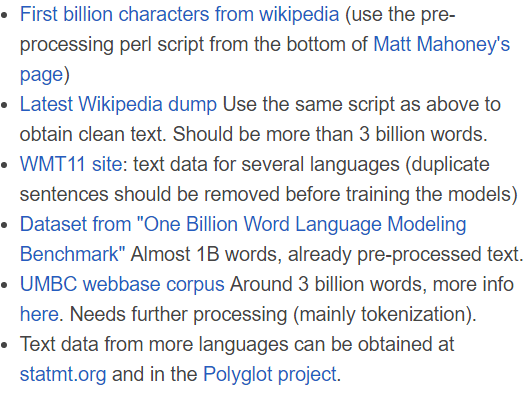 • First billion characters from wikipedia (use the pre-
processing perl script from the bottom of Matt Mahoney's
page)
• Latest Wikipedia dump Use the same script as above to
obtain clean text. Should be more than 3 billion words.
• WMT11 site: text data for several languages (duplicate
sentences should be removed before training the models)
• Dataset from "One Billion Word Language Modeling
Benchmark" Almost 1B words, already pre-processed text.
• UMBC webbase corpus Around 3 billion words, more info
here. Needs further processing (mainly tokenization).
• Text data from more languages can be obtained at
statmt.org and in the Polyglot project.